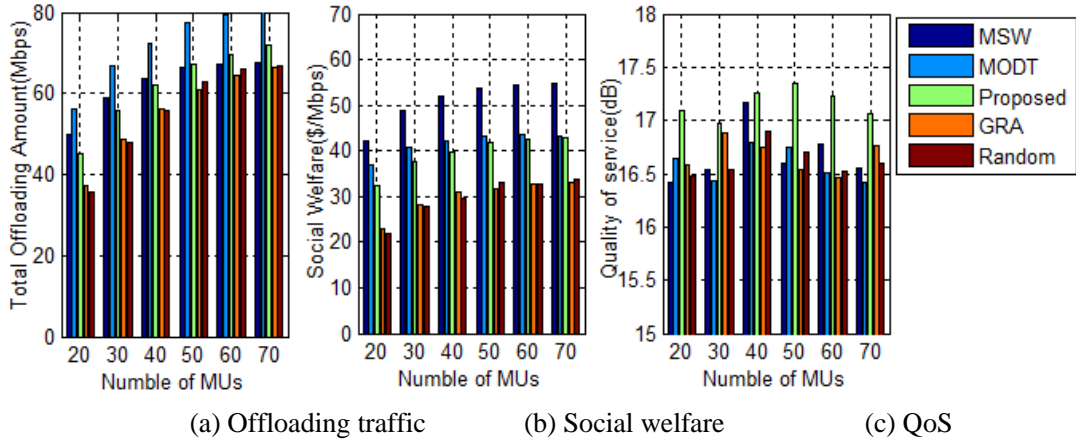 Total Offloading Amount(Mbps)
80
60
40
20
0
20 30 40 50 60 70
Numble of MUs
Social Welfare($/Mbps)
70
60
50
40
30
20
10
0
20 30 40 50 60 70
Numble of MUs
Quality of service(dB)
18
17.5
17
16.5
16
15.5
15
20 30 40 50 60 70
Numble of MUs
MSW
MODT
Proposed
GRA
Random
(a) Offloading traffic (b) Social welfare (c) QoS